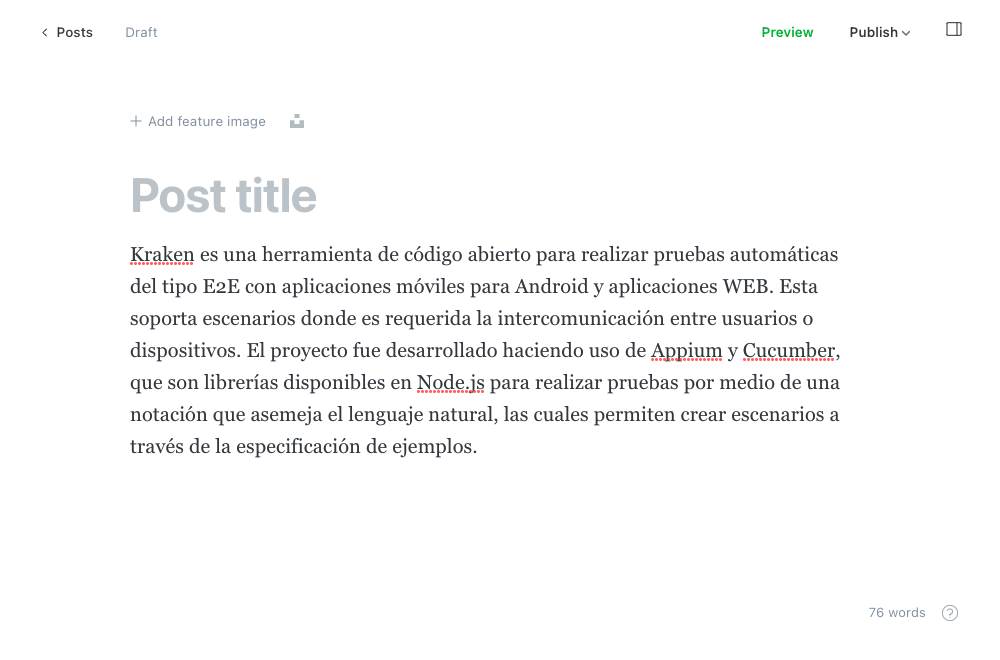 Posts Draft Preview Publish
Add feature image
Post title
Kraken es una herramienta de código abierto para realizar pruebas automáticas
del tipo E2E con aplicaciones móviles para Android y aplicaciones WEB. Esta
soporta escenarios donde es requerida la intercomunicación entre usuarios o
dispositivos. El proyecto fue desarrollado haciendo uso de Appium y Cucumber,
que son librerías disponibles en Node.js para realizar pruebas por medio de una
notación que asemeja el lenguaje natural, las cuales permiten crear escenarios a
través de la especificación de ejemplos.
76 words ?